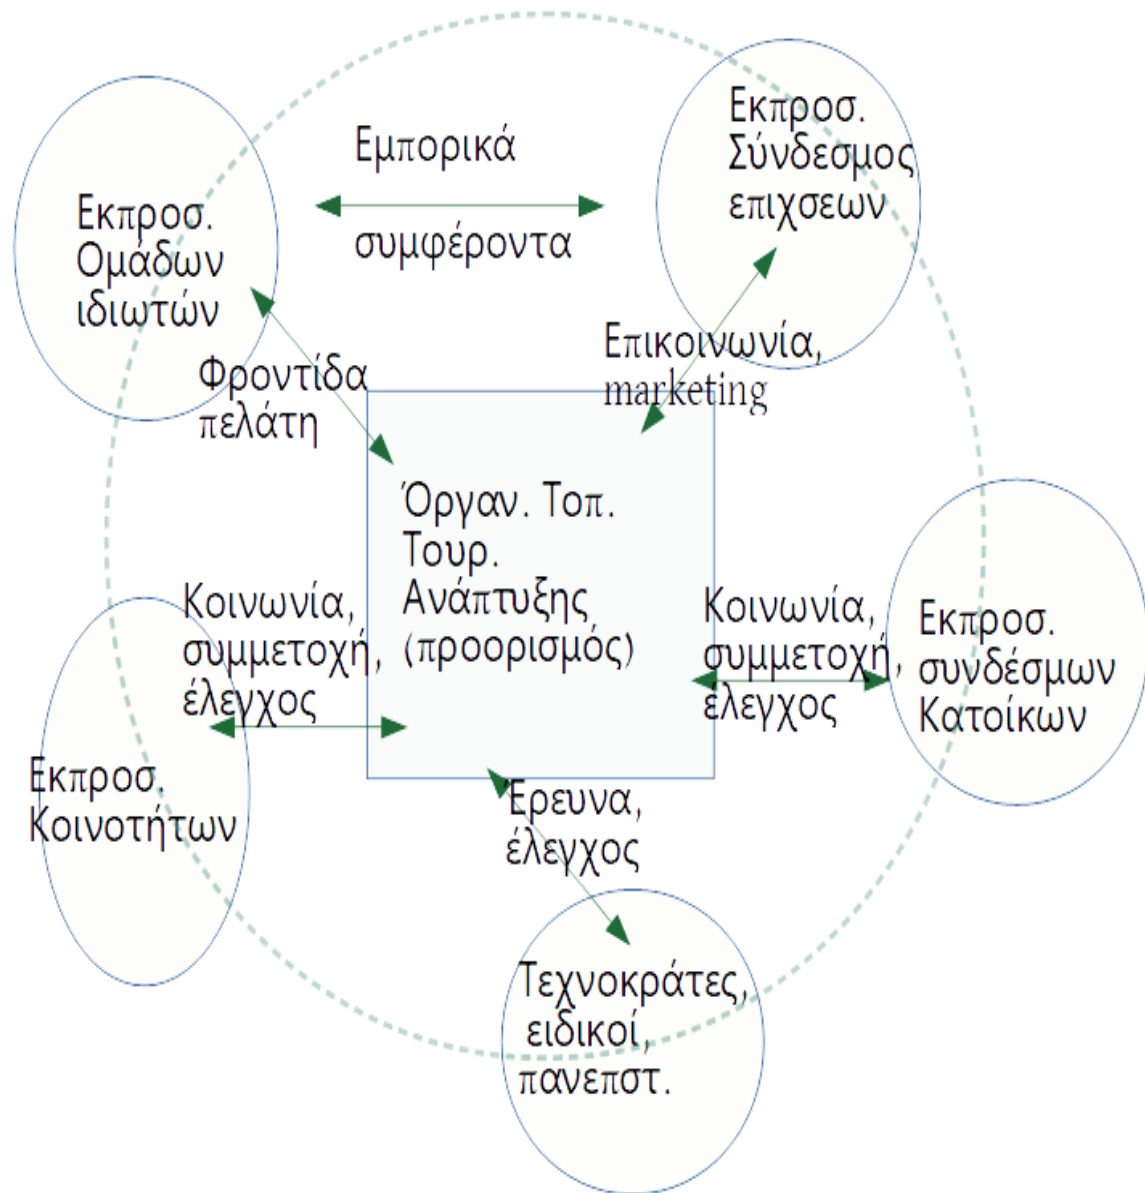 Εκπροσ.
Ομάδων
ιδιωτών
Εμπορικά
συμφέροντα
Εκπροσ.
Σύνδεσμος
επιχσεων
Φροντίδα
πελάτη
Επικοινωνία,
marketing
Όργαν. Τοπ.
Τουρ.
Ανάπτυξης
(προορισμός)
Κοινωνία,
συμμετοχή,
έλεγχος
Κοινωνία,
συμμετοχή,
έλεγχος
Εκπροσ.
συνδέσμων
Κατοίκων
Εκπροσ.
Κοινοτήτων
Έρευνα,
έλεγχος
Τεχνοκράτες,
ειδικοί,
πανεπστ.